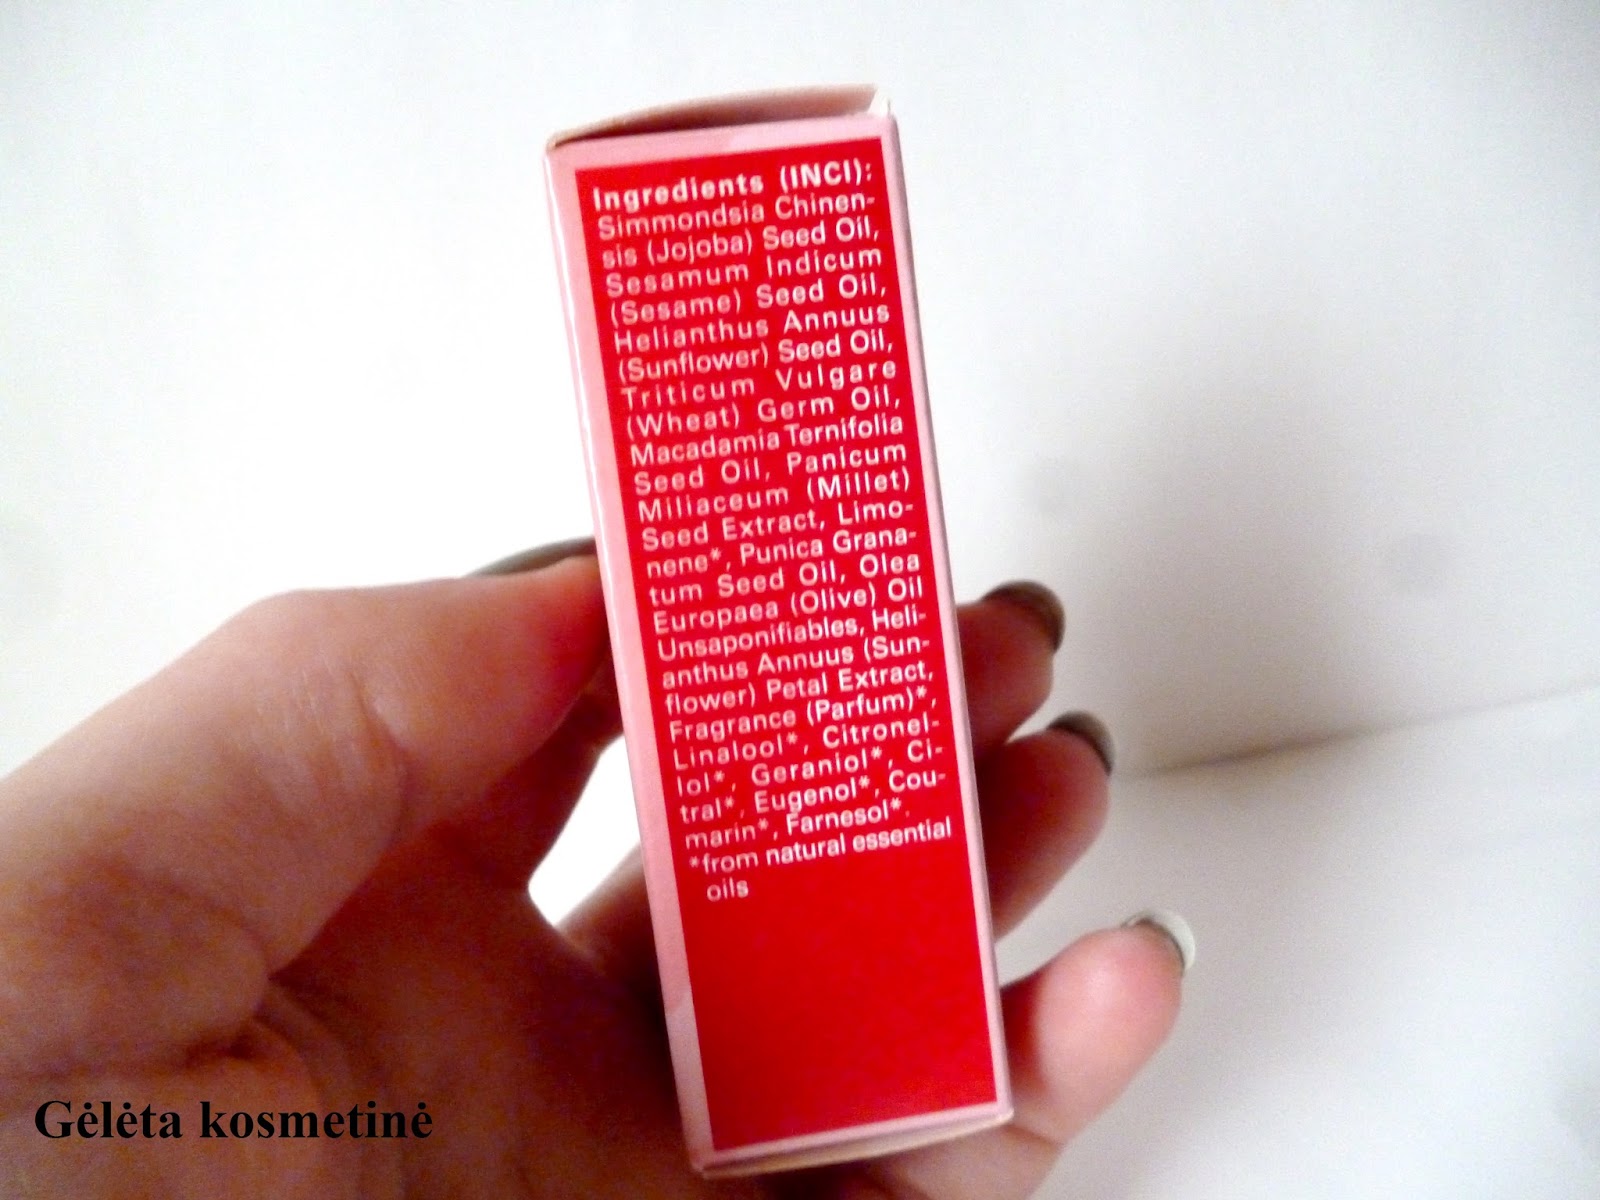 Ingredients (INCI):
Simmondsia Chinen-
sis (Jojoba) Seed Oil,
Sesamum Indicum
(Sesame) Seed Oil,
Helianthus Annuus
(Sunflower) Seed Oil,
Triticum Vulgare
(Wheat) Germ Oil,
Macadamia Ternifolia
Seed Oil, Panicum
Miliaceum (Millet)
Seed Extract, Limo-
nene*, Punica Grana-
tum Seed Oil, Olea
Europaea (Olive) Oil
Unsaponifiables, Heli-
anthus Annuus (Sun-
flower) Petal Extract,
Fragrance (Parfum)*,
Linalool*, Citronel-
lol*, Geraniol*, Ci-
tral*, Eugenol*, Cou-
marin*, Farnesol*.
*from natural essential
oils
Gėlėta kosmetinė